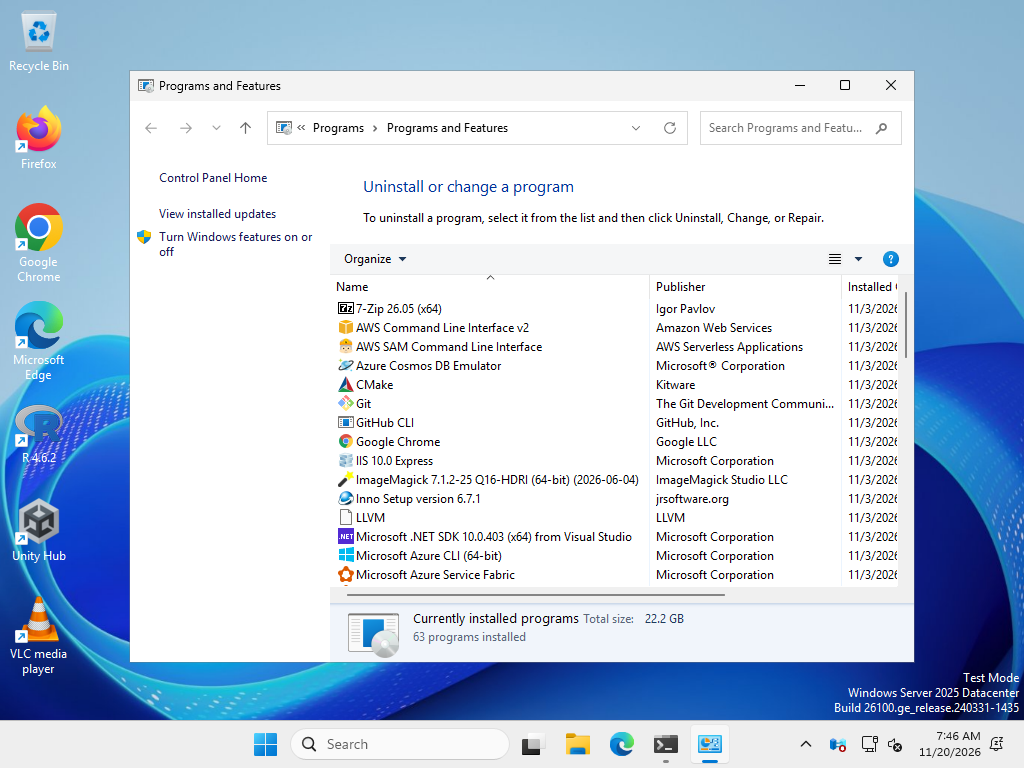 Recycle Bin
Firefox
Google
Chrome
Microsoft
Edge
R 4.6.2
Unity Hub
VLC media
player
Programs and Features
« Programs › Programs and Features
Search Programs and Featu...
Control Panel Home
View installed updates
Turn Windows features on or
off
Uninstall or change a program
To uninstall a program, select it from the list and then click Uninstall, Change, or Repair.
Organize
?
Name Publisher Installed
7z 7-Zip 26.05 (x64) Igor Pavlov 11/3/2026
AWS Command Line Interface v2 Amazon Web Services 11/3/2026
AWS SAM Command Line Interface AWS Serverless Applications 11/3/2026
Azure Cosmos DB Emulator Microsoft® Corporation 11/3/2026
CMake Kitware 11/3/2026
Git The Git Development Communi... 11/3/2026
GitHub CLI GitHub, Inc. 11/3/2026
Google Chrome Google LLC 11/3/2026
IIS 10.0 Express Microsoft Corporation 11/3/2026
ImageMagick 7.1.2-25 Q16-HDRI (64-bit) (2026-06-04) ImageMagick Studio LLC 11/3/2026
Inno Setup version 6.7.1 jrsoftware.org 11/3/2026
LLVM LLVM 11/3/2026
.NET Microsoft .NET SDK 10.0.403 (x64) from Visual Studio Microsoft Corporation 11/3/2026
Microsoft Azure CLI (64-bit) Microsoft Corporation 11/3/2026
Microsoft Azure Service Fabric Microsoft Corporation 11/3/2026
Currently installed programs Total size: 22.2 GB
63 programs installed
Test Mode
Windows Server 2025 Datacenter
Build 26100.ge_release.240331-1435
Search
7:46 AM
11/20/2026